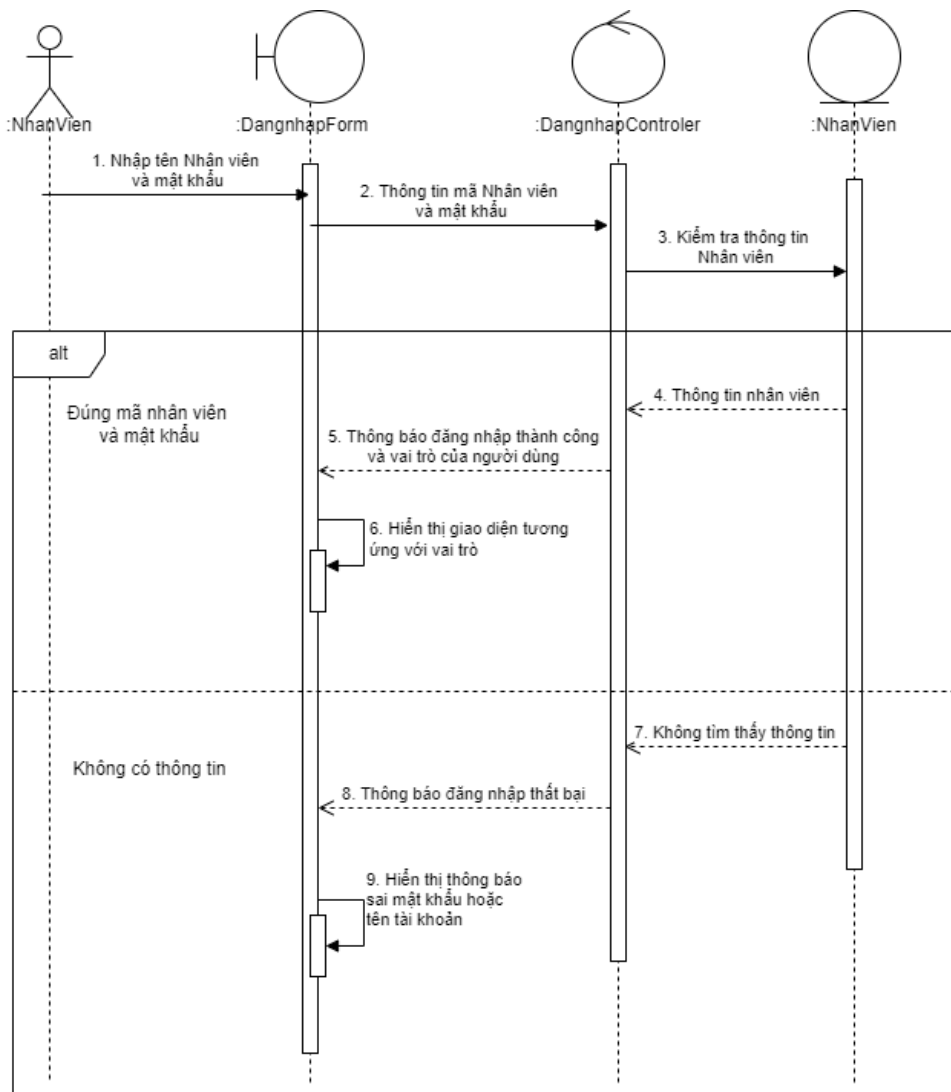 :NhanVien
:DangnhapForm
:DangnhapControler
:NhanVien
1. Nhập tên Nhân viên
và mật khẩu
2. Thông tin mã Nhân viên
và mật khẩu
3. Kiểm tra thông tin
Nhân viên
alt
Đúng mã nhân viên
và mật khẩu
4. Thông tin nhân viên
5. Thông báo đăng nhập thành công
và vai trò của người dùng
6. Hiển thị giao diện tương
ứng với vai trò
7. Không tìm thấy thông tin
Không có thông tin
8. Thông báo đăng nhập thất bại
9. Hiển thị thông báo
sai mật khẩu hoặc
tên tài khoản